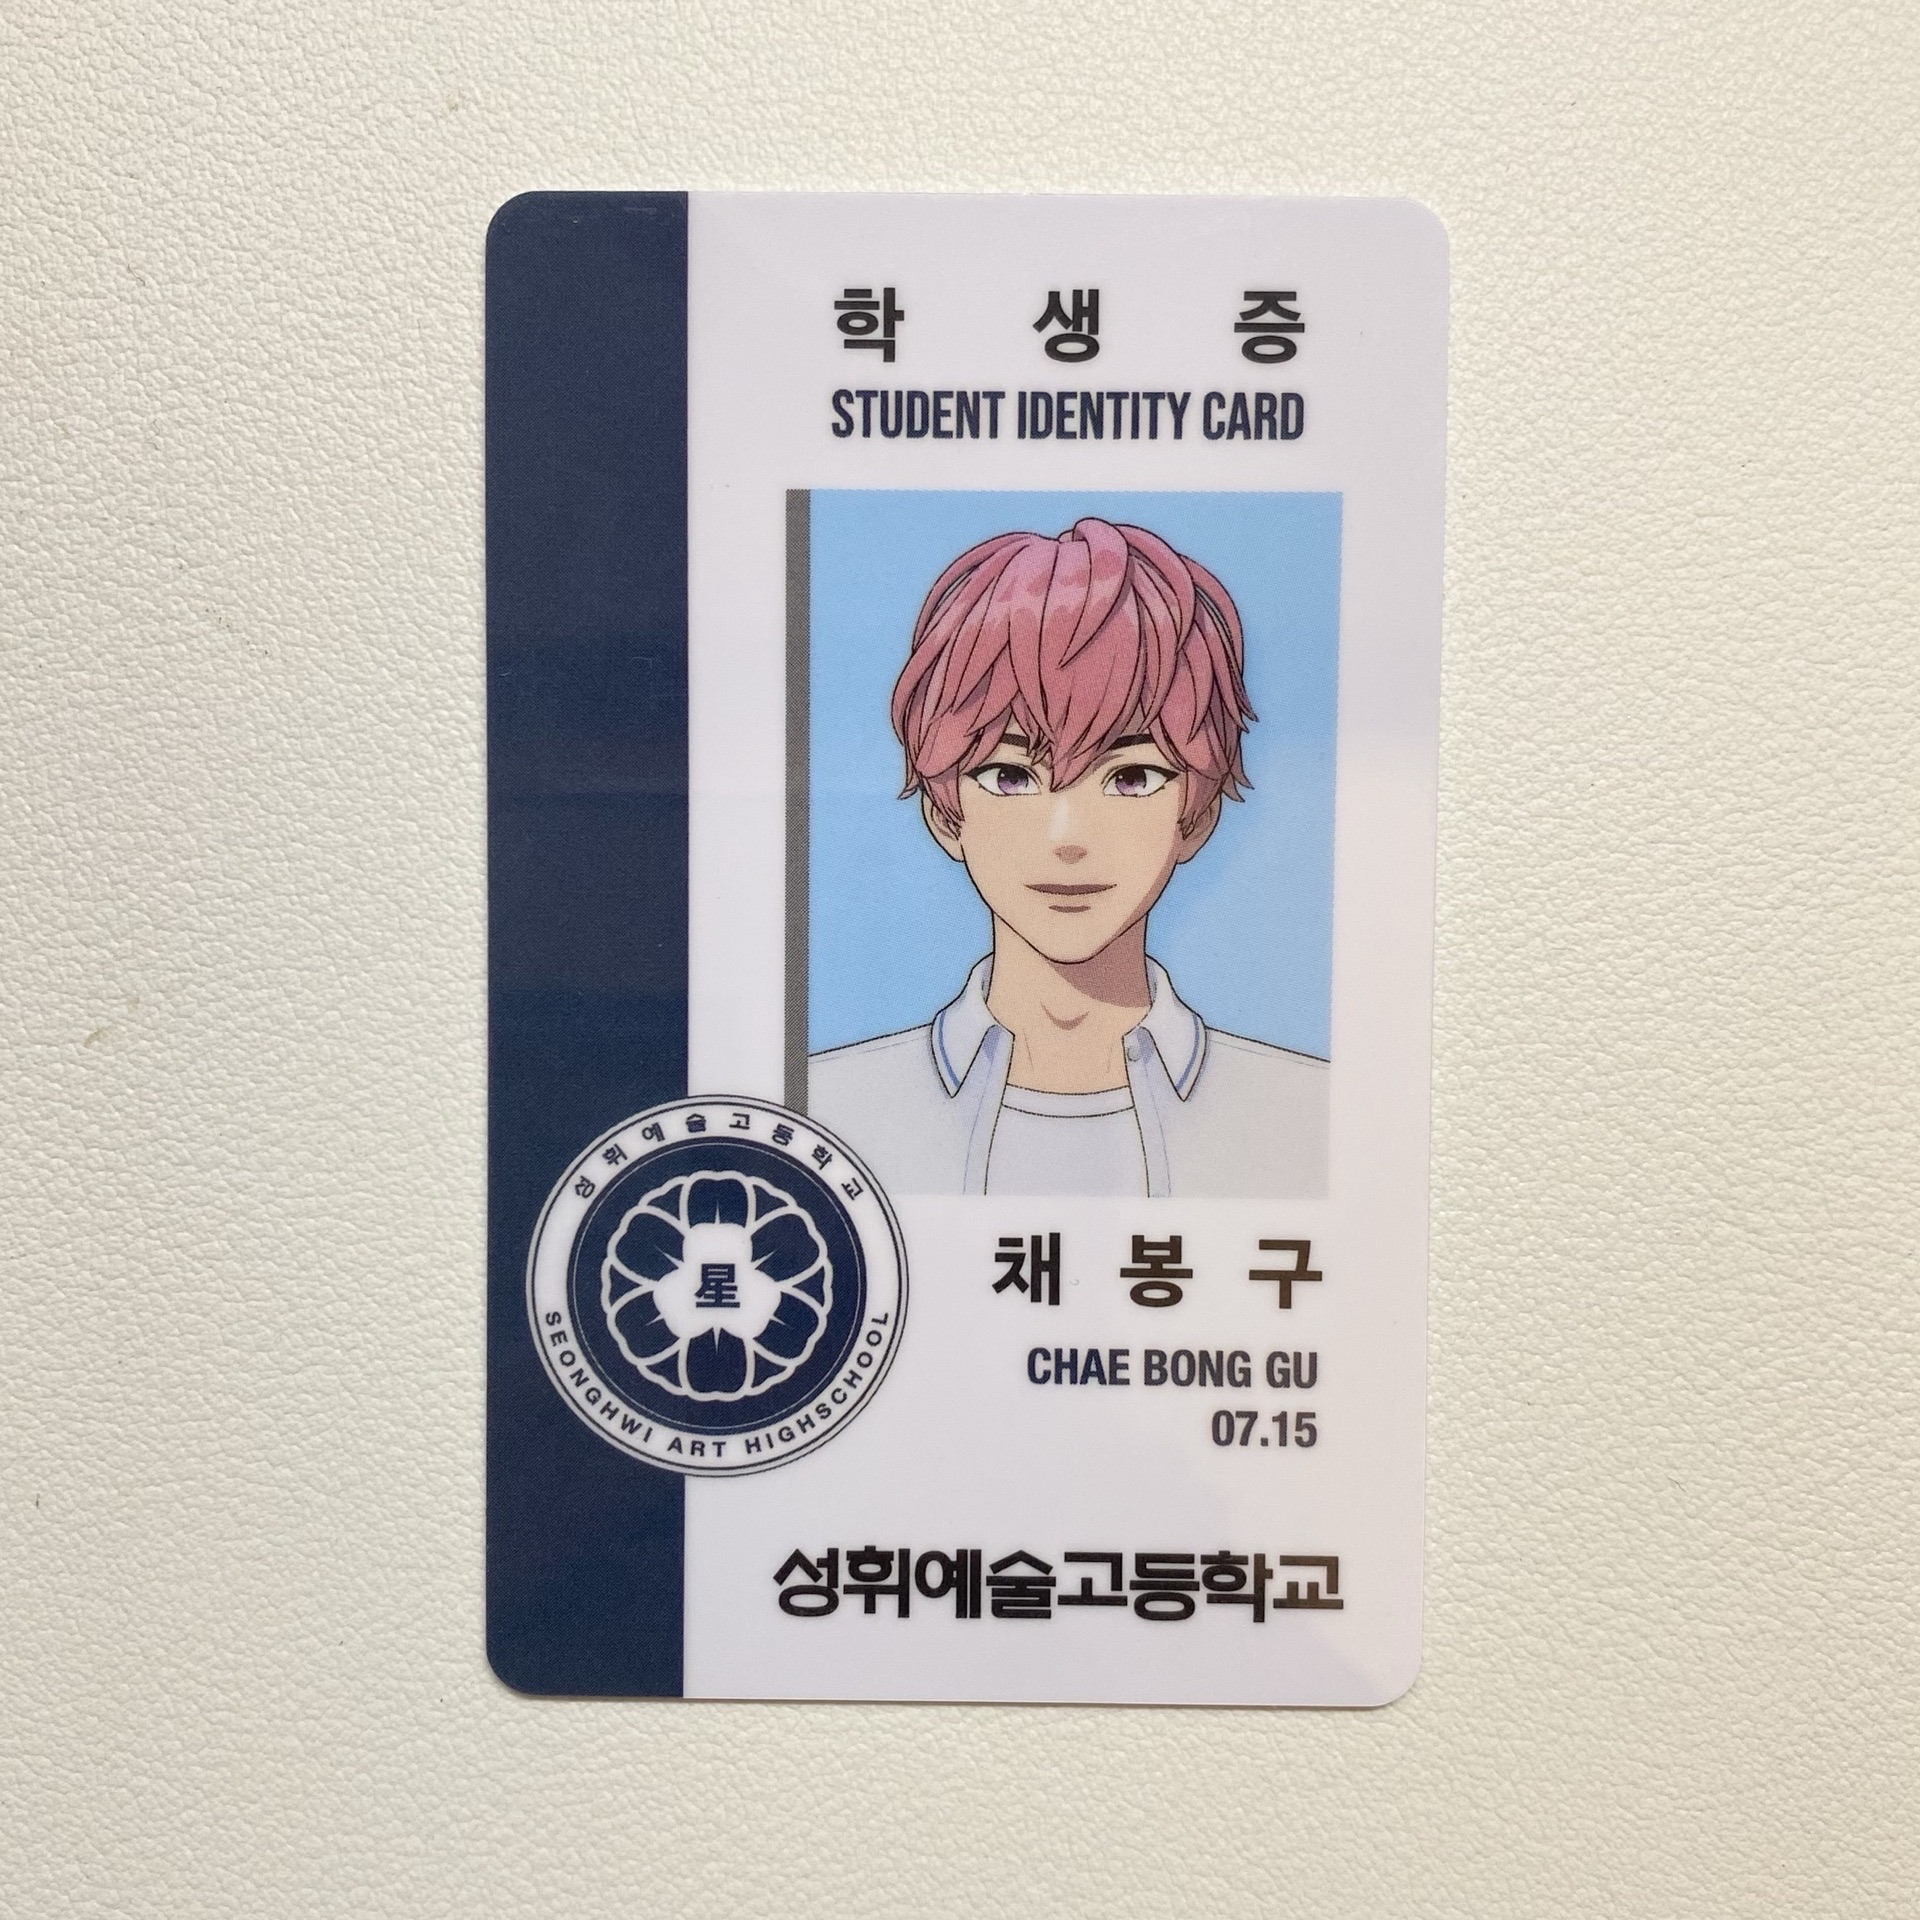 학 생 증
STUDENT IDENTITY CARD
성휘예술고등학교
星
SEONGHWI ART HIGHSCHOOL
채 봉 구
CHAE BONG GU
07.15
성휘예술고등학교